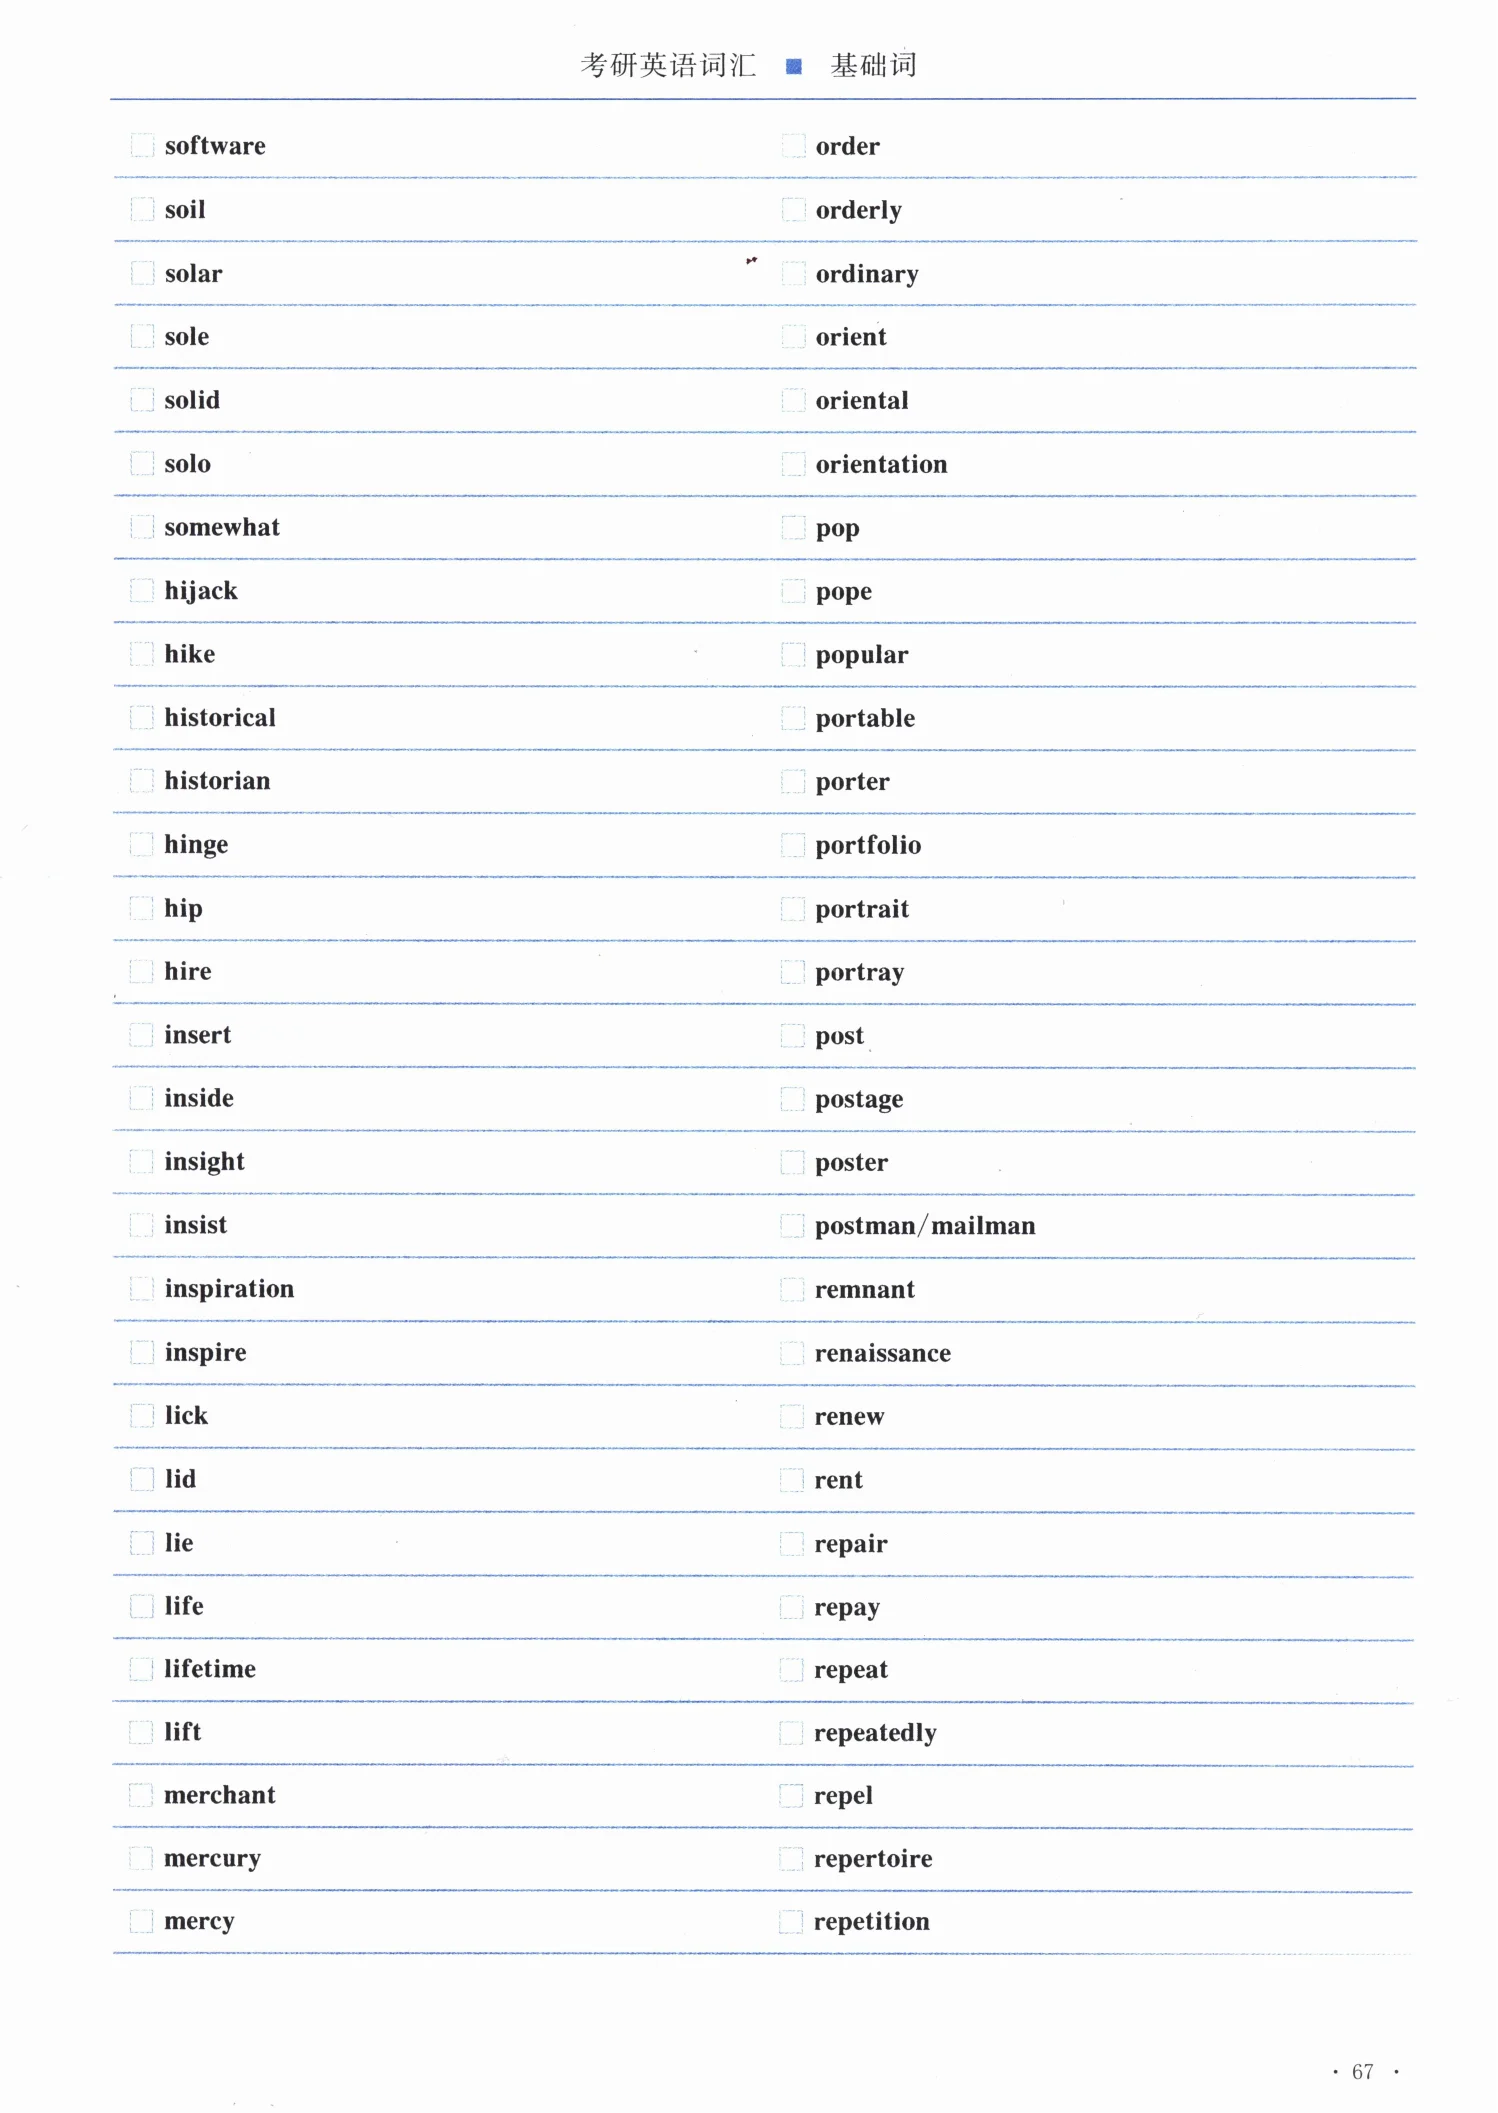 考研英语词汇 ■ 基础词
software
soil
solar
sole
solid
solo
somewhat
hijack
hike
historical
historian
hinge
hip
hire
insert
inside
insight
insist
inspiration
inspire
lick
lid
lie
life
lifetime
lift
merchant
mercury
mercy
order
orderly
ordinary
orient
oriental
orientation
pop
pope
popular
portable
porter
portfolio
portrait
portray
post
postage
poster
postman/mailman
remnant
renaissance
renew
rent
repair
repay
repeat
repeatedly
repel
repertoire
repetition
· 67 ·